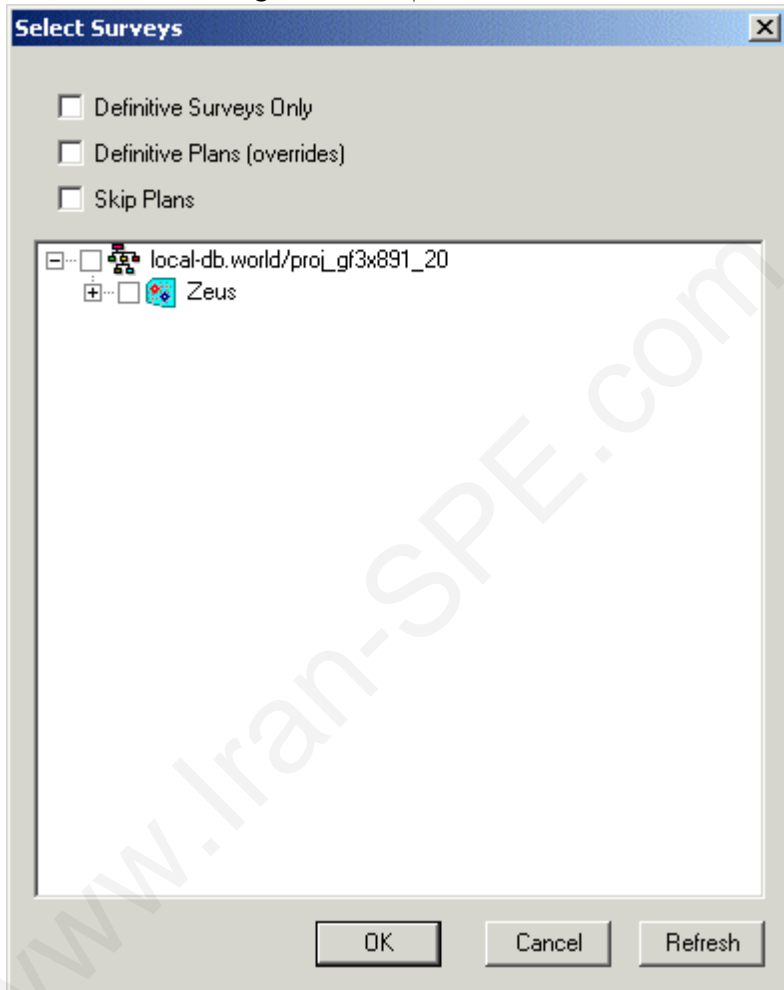 Select Surveys
Definitive Surveys Only
Definitive Plans (overrides)
Skip Plans
local-db.world/proj_gf3x891_20
Zeus
OK Cancel Refresh
www.Iran-SPE.com